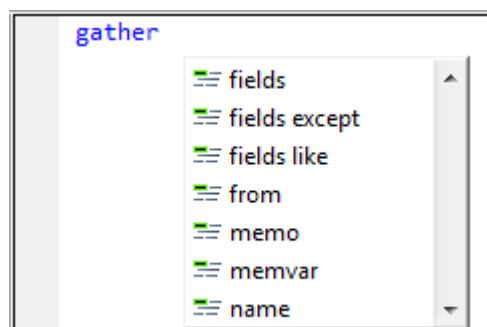 gather
fields
fields except
fields like
from
memo
memvar
name